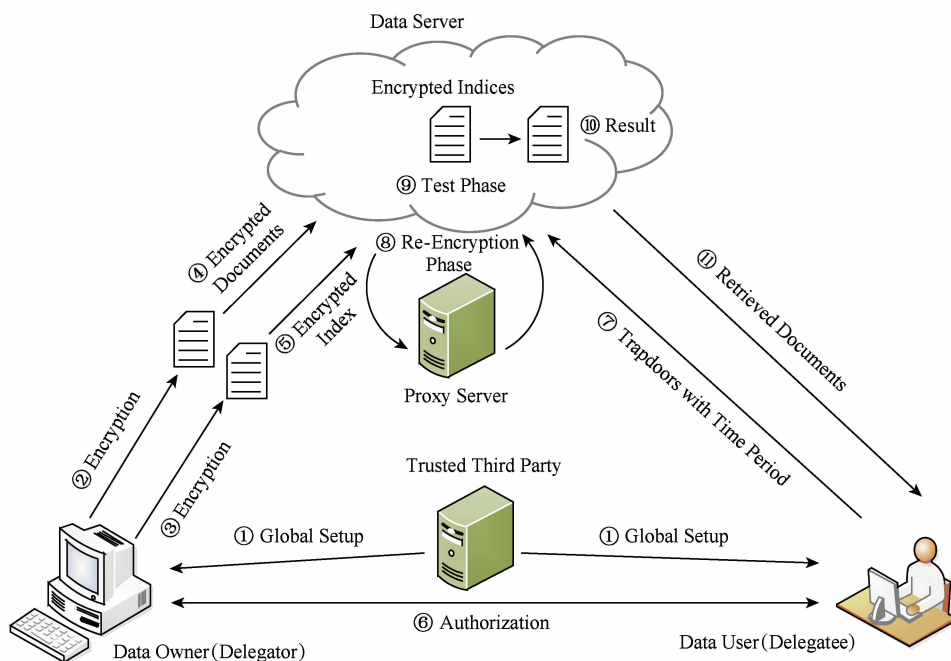 Data Server
Encrypted Indices
⑩ Result
⑨ Test Phase
④ Encrypted
Documents
⑤ Encrypted
Index
⑧ Re-Encryption
Phase
Proxy Server
⑪ Retrieved Documents
⑦ Trapdoors with Time Period
② Encryption
③ Encryption
Trusted Third Party
① Global Setup
① Global Setup
⑥ Authorization
Data Owner(Delegator)
Data User(Delegatee)